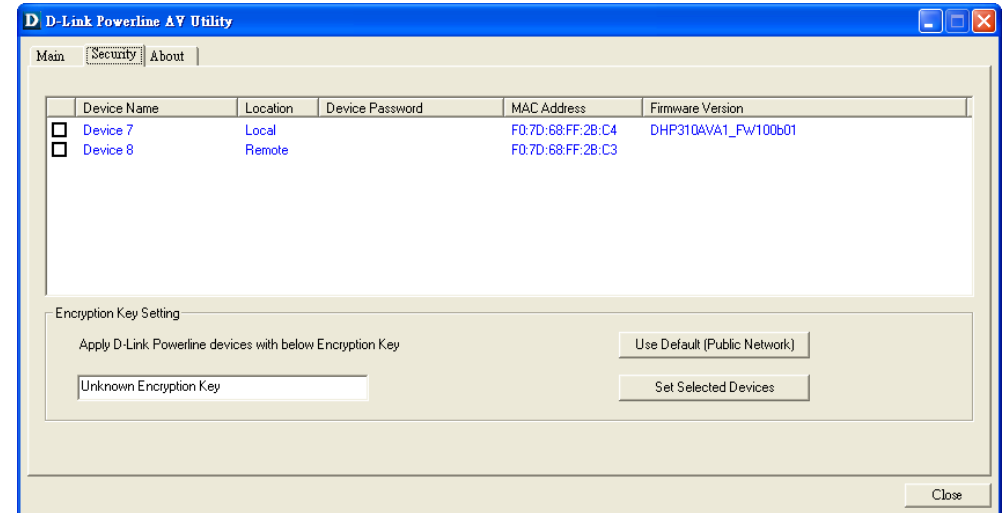 D D-Link Powerline AV Utility
Main Security About
Device Name Location Device Password MAC Address Firmware Version
Device 7 Local F0:7D:68:FF:2B:C4 DHP310AVA1_FW100b01
Device 8 Remote F0:7D:68:FF:2B:C3
Encryption Key Setting
Apply D-Link Powerline devices with below Encryption Key Use Default (Public Network)
Unknown Encryption Key Set Selected Devices
Close